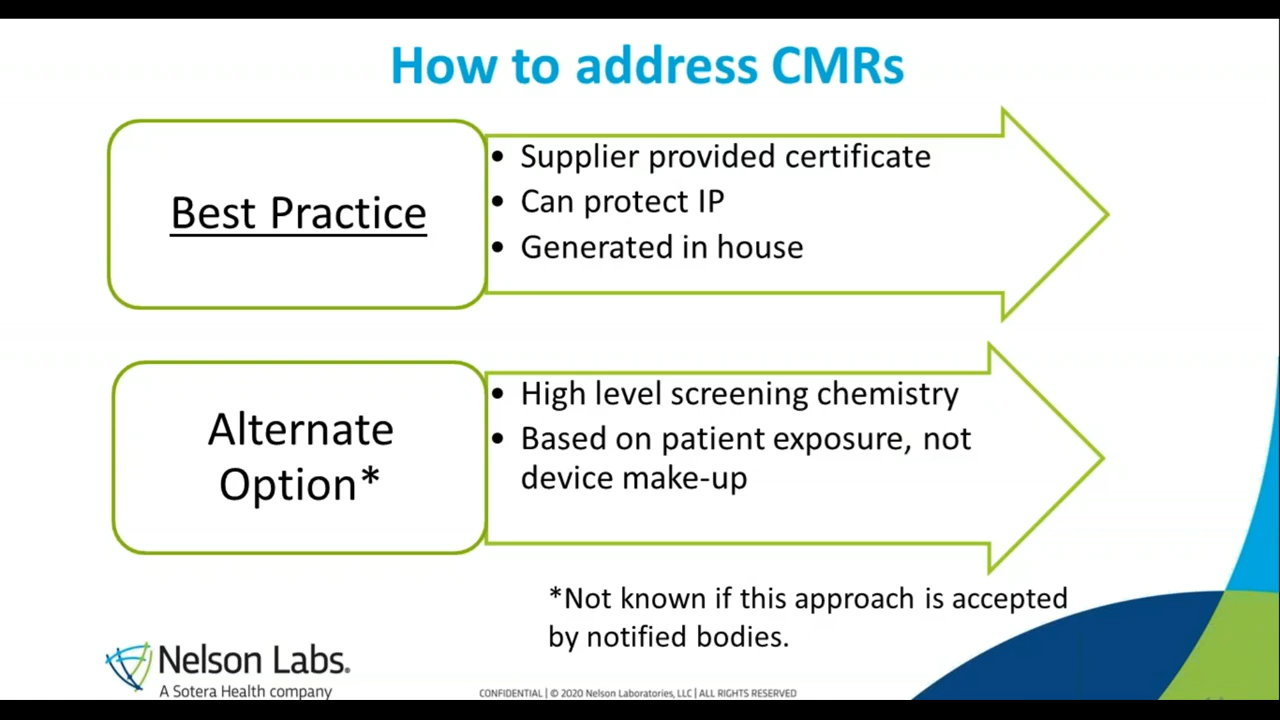 How to address CMRs
Best Practice
• Supplier provided certificate
• Can protect IP
• Generated in house
Alternate
Option*
• High level screening chemistry
• Based on patient exposure, not
device make-up
*Not known if this approach is accepted
by notified bodies.
Nelson Labs.
A Sotera Health company
CONFIDENTIAL | © 2020 Nelson Laboratories, LLC | ALL RIGHTS RESERVED